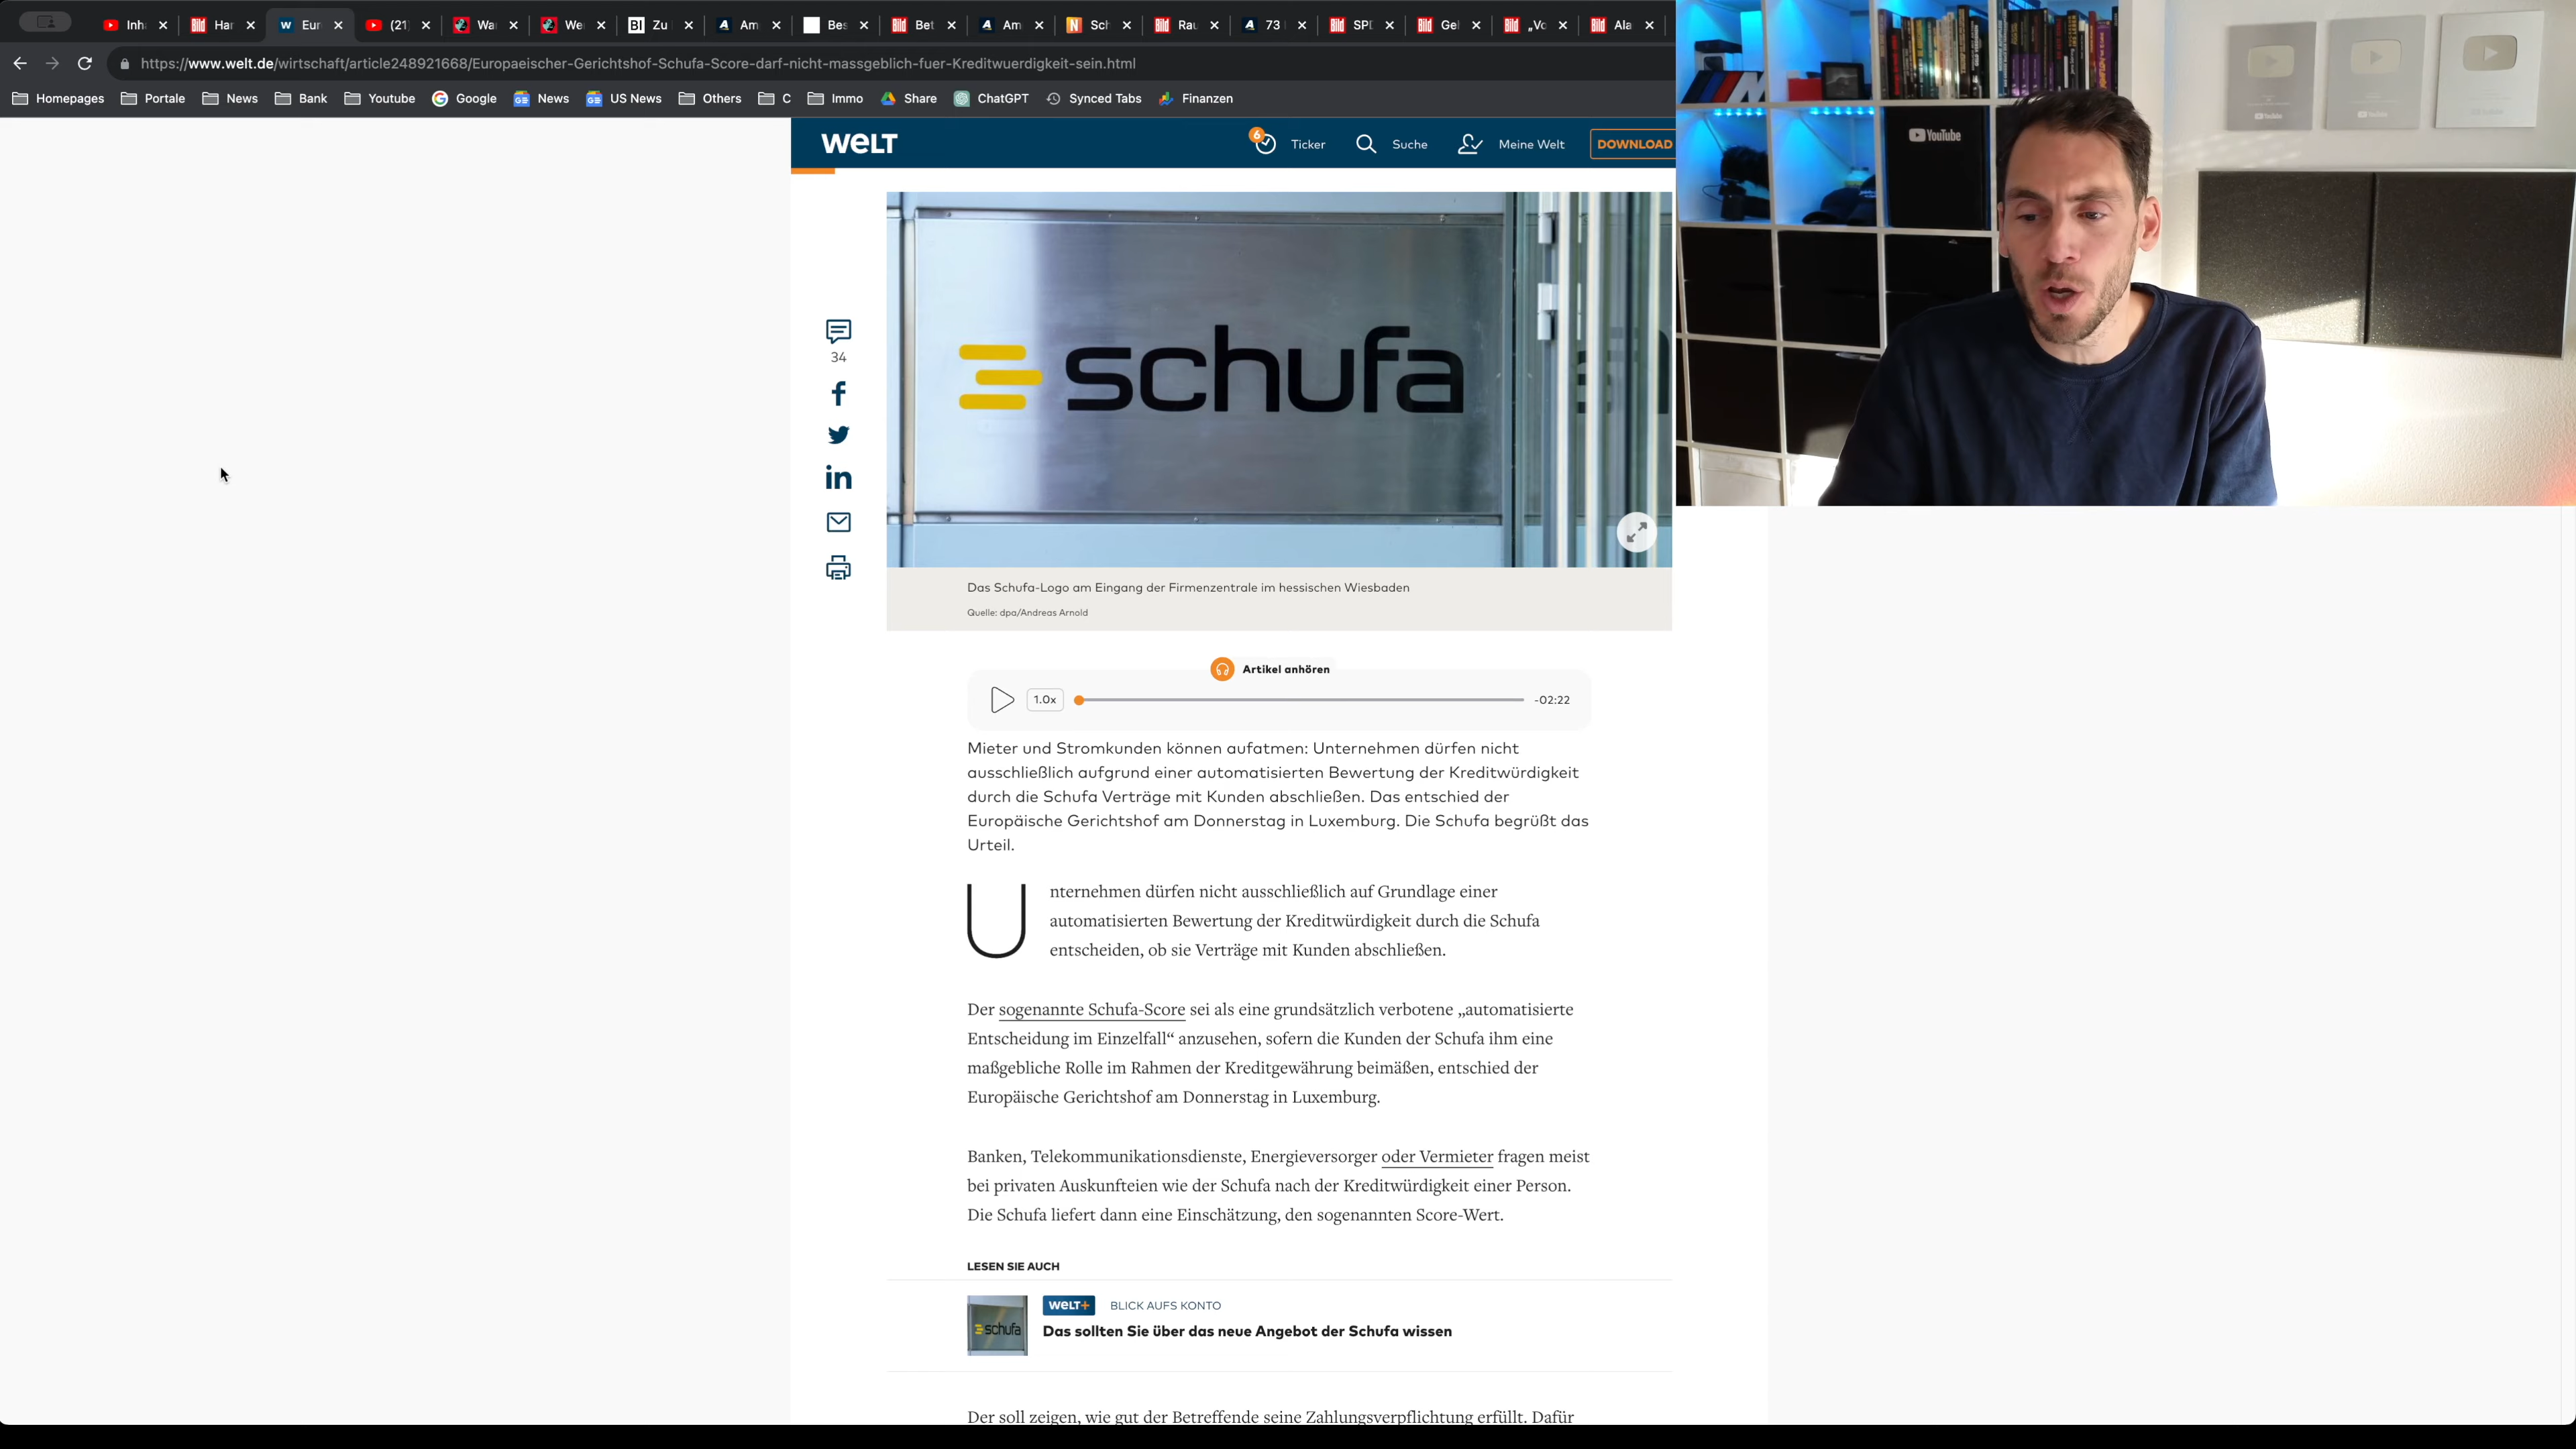 Inh
Har
Eur
(21)
Wa
We
BI Zu
A Am
Bes
Bild Bet
A Am
N Sch
Bild Rau
A 73
Bild SPI
Bild Gel
Bild „Vo
Bild Ala
https://www.welt.de/wirtschaft/article248921668/Europaeischer-Gerichtshof-Schufa-Score-darf-nicht-massgeblich-fuer-Kreditwuerdigkeit-sein.html
Homepages Portale News Bank Youtube Google News US News Others C Immo Share ChatGPT Synced Tabs Finanzen
WELT
6 Ticker Suche Meine Welt DOWNLOAD
YouTube
schufa
34
Das Schufa-Logo am Eingang der Firmenzentrale im hessischen Wiesbaden
Quelle: dpa/Andreas Arnold
Artikel anhören
1.0x -02:22
Mieter und Stromkunden können aufatmen: Unternehmen dürfen nicht
ausschließlich aufgrund einer automatisierten Bewertung der Kreditwürdigkeit
durch die Schufa Verträge mit Kunden abschließen. Das entschied der
Europäische Gerichtshof am Donnerstag in Luxemburg. Die Schufa begrüßt das
Urteil.
Unternehmen dürfen nicht ausschließlich auf Grundlage einer
automatisierten Bewertung der Kreditwürdigkeit durch die Schufa
entscheiden, ob sie Verträge mit Kunden abschließen.
Der sogenannte Schufa-Score sei als eine grundsätzlich verbotene „automatisierte
Entscheidung im Einzelfall“ anzusehen, sofern die Kunden der Schufa ihm eine
maßgebliche Rolle im Rahmen der Kreditgewährung beimäßen, entschied der
Europäische Gerichtshof am Donnerstag in Luxemburg.
Banken, Telekommunikationsdienste, Energieversorger oder Vermieter fragen meist
bei privaten Auskunfteien wie der Schufa nach der Kreditwürdigkeit einer Person.
Die Schufa liefert dann eine Einschätzung, den sogenannten Score-Wert.
LESEN SIE AUCH
schufa
WELT+ BLICK AUFS KONTO
Das sollten Sie über das neue Angebot der Schufa wissen
Der soll zeigen, wie gut der Betreffende seine Zahlungsverpflichtung erfüllt. Dafür